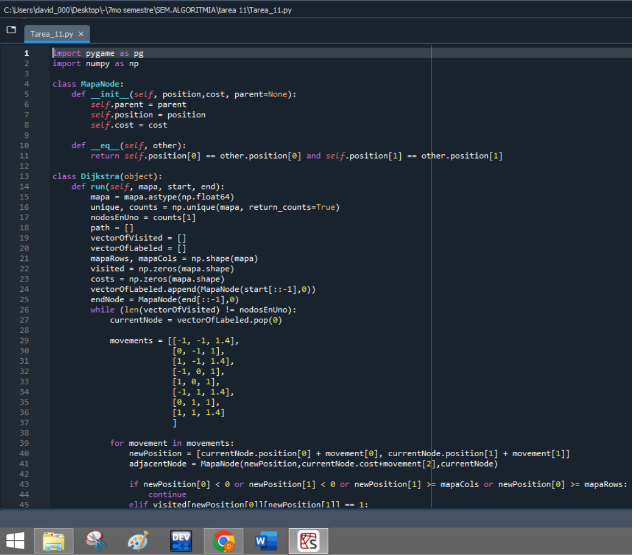 C:\Users\david_000\Desktop\-\7mo semestre\SEM.ALGORITMIA\tarea 11\Tarea_11.py
Tarea_11.py ×
1 import pygame as pg
2 import numpy as np
3
4 class MapaNode:
5     def __init__(self, position,cost, parent=None):
6         self.parent = parent
7         self.position = position
8         self.cost = cost
9
10     def __eq__(self, other):
11         return self.position[0] == other.position[0] and self.position[1] == other.position[1]
12
13 class Dijkstra(object):
14     def run(self, mapa, start, end):
15         mapa = mapa.astype(np.float64)
16         unique, counts = np.unique(mapa, return_counts=True)
17         nodosEnUno = counts[1]
18         path = []
19         vectorOfVisited = []
20         vectorOfLabeled = []
21         mapaRows, mapaCols = np.shape(mapa)
22         visited = np.zeros(mapa.shape)
23         costs = np.zeros(mapa.shape)
24         vectorOfLabeled.append(MapaNode(start[::-1],0))
25         endNode = MapaNode(end[::-1],0)
26         while (len(vectorOfVisited) != nodosEnUno):
27             currentNode = vectorOfLabeled.pop(0)
28
29             movements = [[-1, -1, 1.4],
30                          [0, -1, 1],
31                          [1, -1, 1.4],
32                          [-1, 0, 1],
33                          [1, 0, 1],
34                          [-1, 1, 1.4],
35                          [0, 1, 1],
36                          [1, 1, 1.4]
37                          ]
38
39             for movement in movements:
40                 newPosition = [currentNode.position[0] + movement[0], currentNode.position[1] + movement[1]]
41                 adjacentNode = MapaNode(newPosition,currentNode.cost+movement[2],currentNode)
42
43                 if newPosition[0] < 0 or newPosition[1] < 0 or newPosition[1] >= mapaCols or newPosition[0] >= mapaRows:
44                     continue
45                 elif visited[newPosition[0]][newPosition[1]] == 1:
DEV
C++
W
S